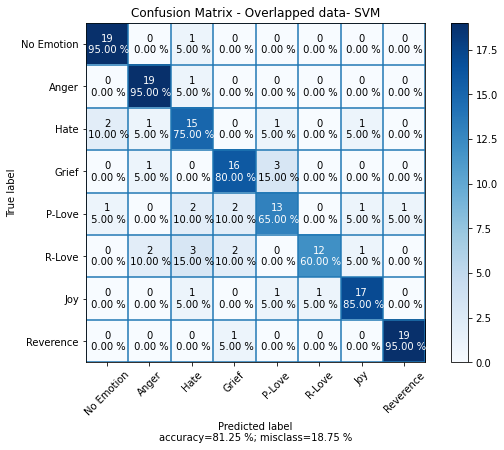 Confusion Matrix - Overlapped data- SVM
No Emotion 19 0 1 0 0 0 0 0
95.00 % 0.00 % 5.00 % 0.00 % 0.00 % 0.00 % 0.00 % 0.00 %
Anger 0 19 1 0 0 0 0 0
0.00 % 95.00 % 5.00 % 0.00 % 0.00 % 0.00 % 0.00 % 0.00 %
Hate 2 1 15 0 1 0 1 0
10.00 % 5.00 % 75.00 % 0.00 % 5.00 % 0.00 % 5.00 % 0.00 %
Grief 0 1 0 16 3 0 0 0
0.00 % 5.00 % 0.00 % 80.00 % 15.00 % 0.00 % 0.00 % 0.00 %
P-Love 1 0 2 2 13 0 1 1
5.00 % 0.00 % 10.00 % 10.00 % 65.00 % 0.00 % 5.00 % 5.00 %
R-Love 0 2 3 2 0 12 1 0
0.00 % 10.00 % 15.00 % 10.00 % 0.00 % 60.00 % 5.00 % 0.00 %
Joy 0 0 1 0 1 1 17 0
0.00 % 0.00 % 5.00 % 0.00 % 5.00 % 5.00 % 85.00 % 0.00 %
Reverence 0 0 0 1 0 0 0 19
0.00 % 0.00 % 0.00 % 5.00 % 0.00 % 0.00 % 0.00 % 95.00 %
True label
No Emotion Anger Hate Grief P-Love R-Love Joy Reverence
Predicted label
accuracy=81.25 %; misclass=18.75 %
17.5
15.0
12.5
10.0
7.5
5.0
2.5
0.0